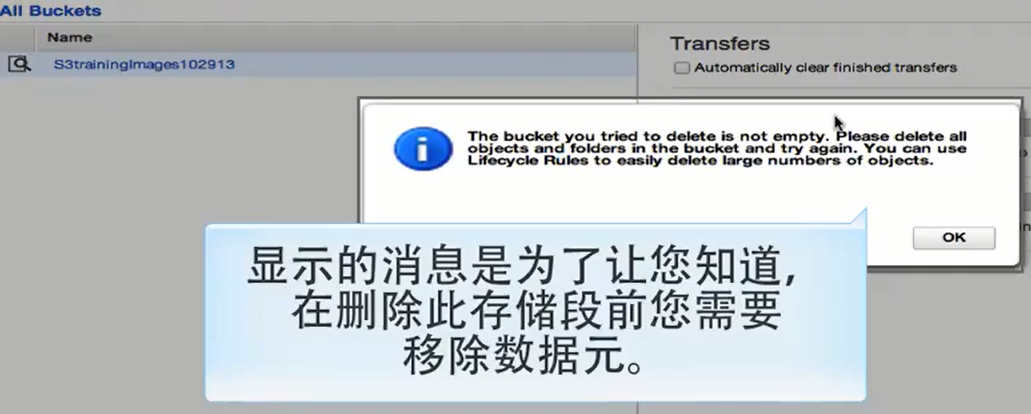 All Buckets
Name
S3trainingImages102913
Transfers
Automatically clear finished transfers
The bucket you tried to delete is not empty. Please delete all
objects and folders in the bucket and try again. You can use
Lifecycle Rules to easily delete large numbers of objects.
OK
显示的消息是为了让您知道，
在删除此存储段前您需要
移除数据元。